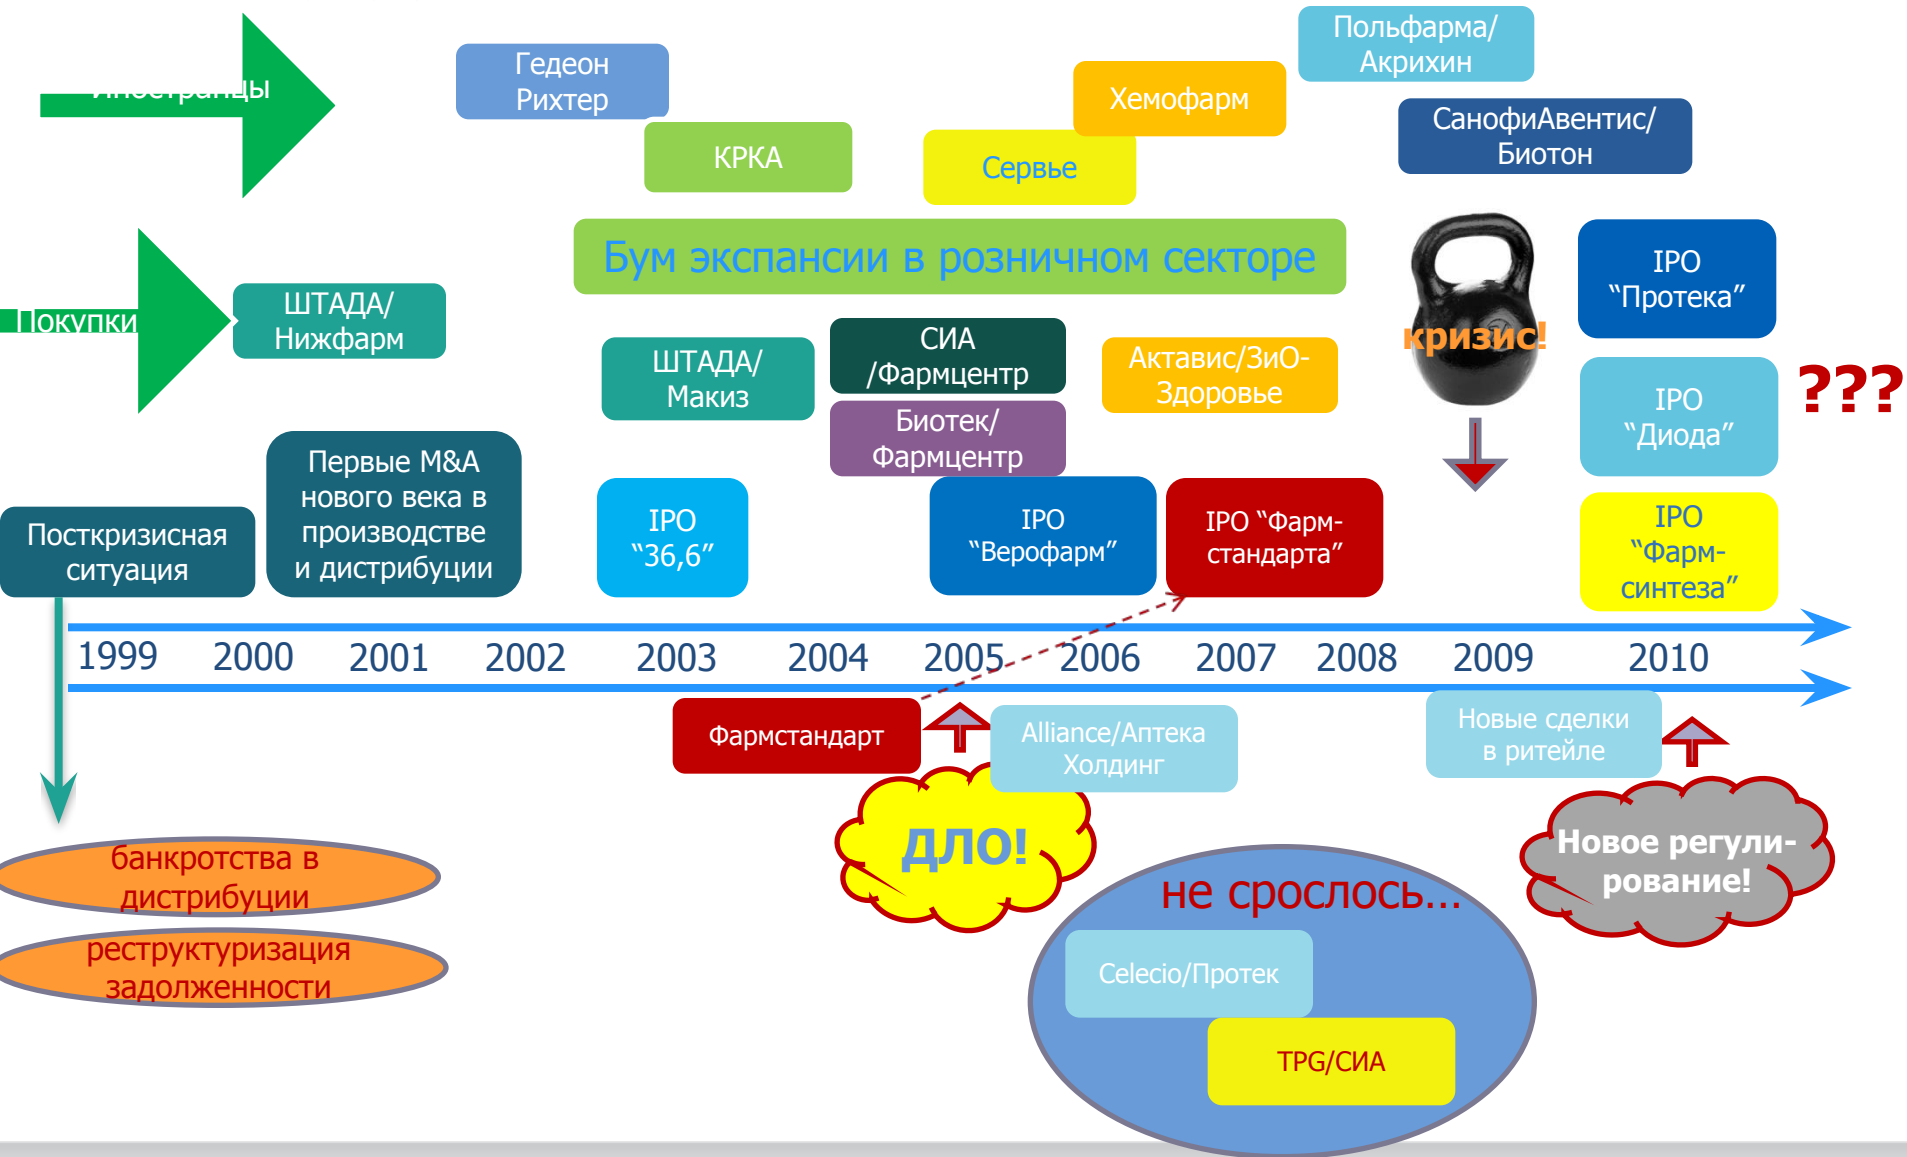 Иностранцы
Гедеон
Рихтер
КРКА
Сервье
Хемофарм
Польфарма/
Акрихин
СанофиАвентис/
Биотон
Бум экспансии в розничном секторе
Покупки
ШТАДА/
Нижфарм
ШТАДА/
Макиз
СИА
/Фармцентр
Биотек/
Фармцентр
Актавис/ЗиО-
Здоровье
кризис!
IPO
“Протека”
IPO
“Диода”
???
IPO
“Фарм-
синтеза”
Посткризисная
ситуация
Первые M&A
нового века в
производстве
и дистрибуции
IPO
“36,6”
IPO
“Верофарм”
IPO “Фарм-
стандарта”
1999 2000 2001 2002 2003 2004 2005 2006 2007 2008 2009 2010
Фармстандарт
Alliance/Аптека
Холдинг
Новые сделки
в ритейле
ДЛО!
Новое регули-
рование!
банкротства в
дистрибуции
реструктуризация
задолженности
не срослось…
Celecio/Протек
TPG/СИА